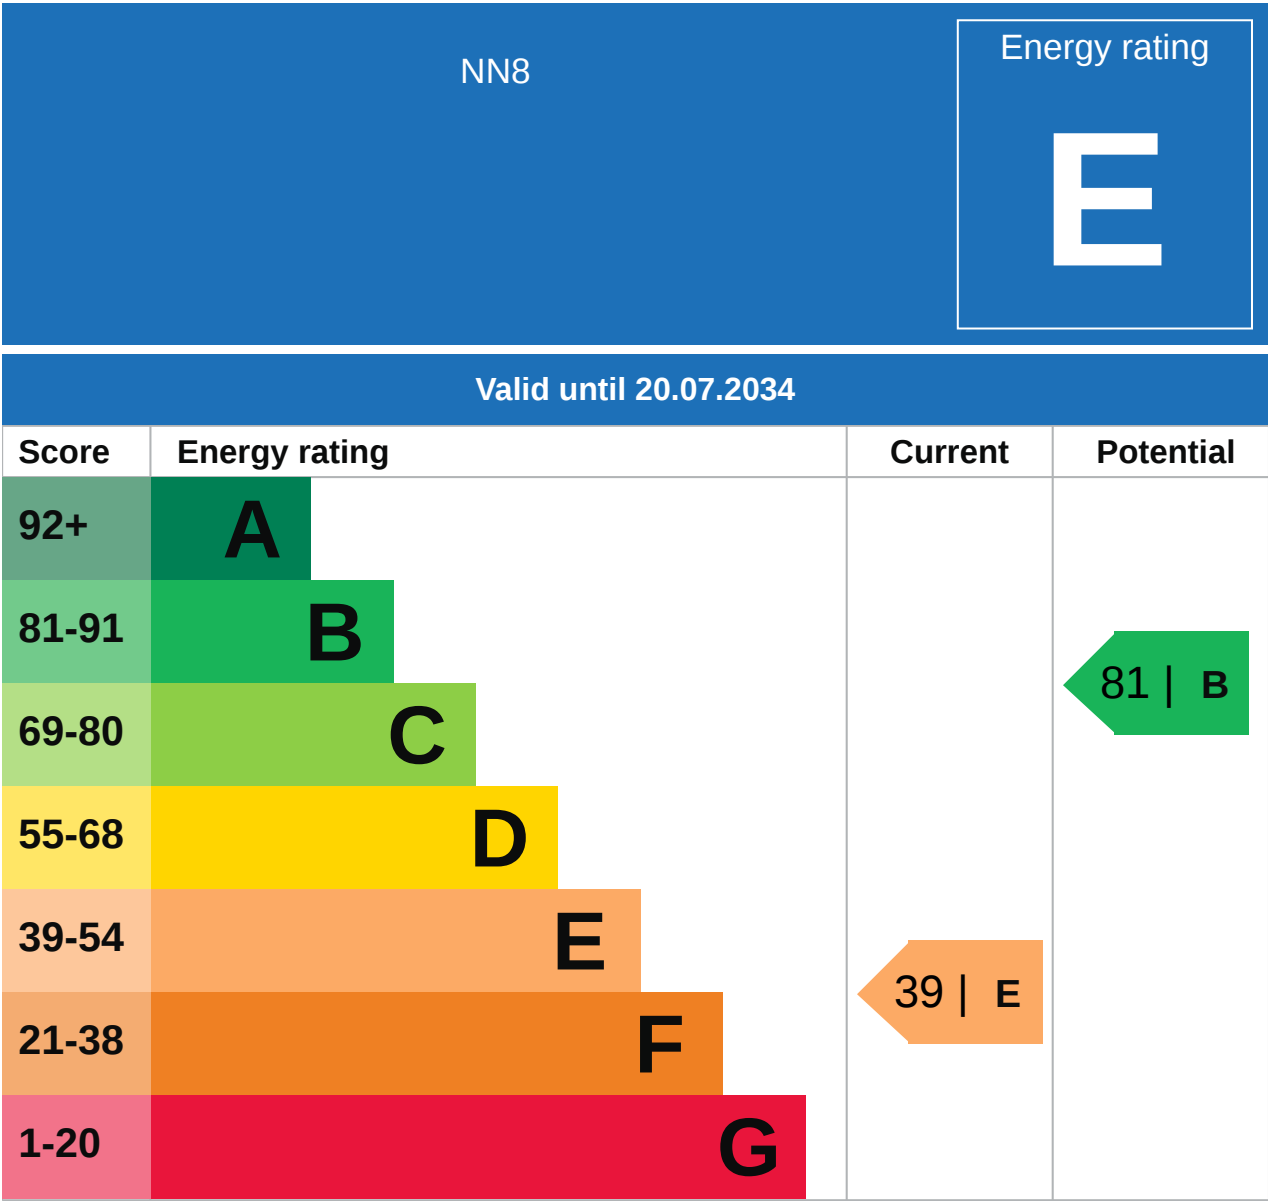 NN8
Energy rating
E
Valid until 20.07.2034
Score Energy rating Current Potential
92+ A
81-91 B
81 | B
69-80 C
55-68 D
39-54 E
39 | E
21-38 F
1-20 G